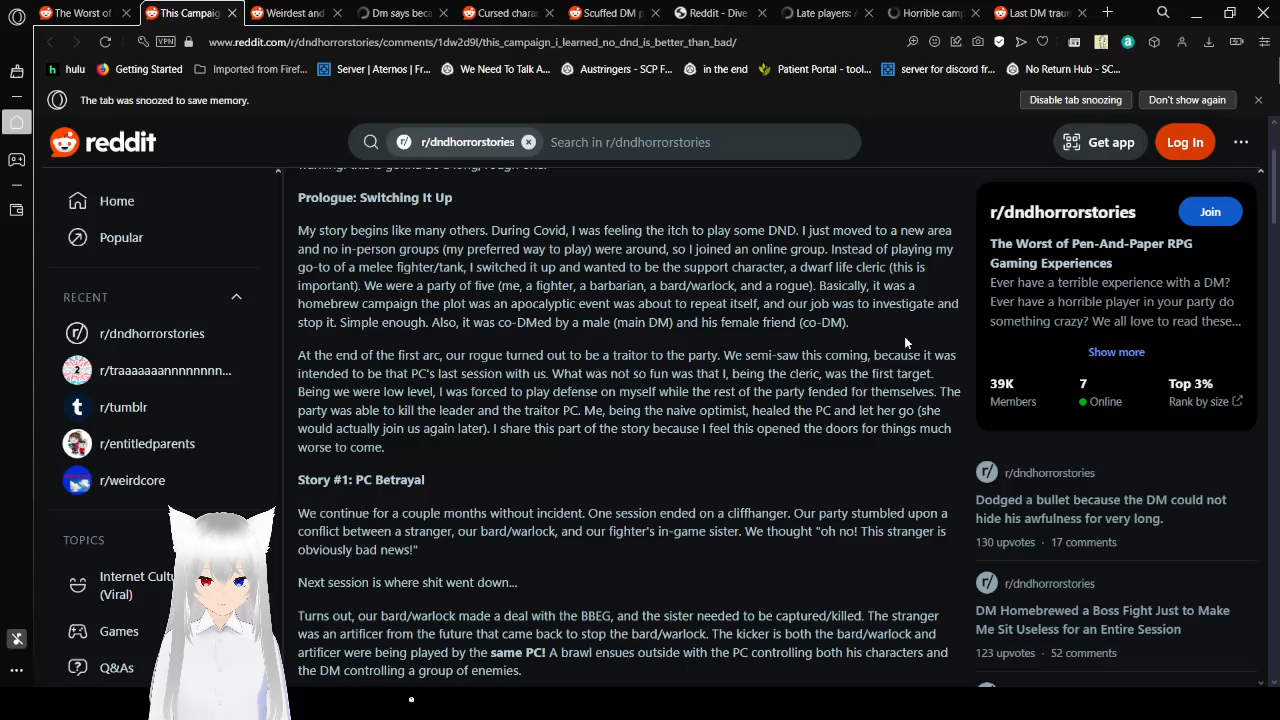 The Worst of
This Campaig
Weirdest and
Dm says beca
Cursed chara
Scuffed DM p
Reddit - Dive
Late players: A
Horrible camp
Last DM traun
VPN
www.reddit.com/r/dndhorrorstories/comments/1dw2d9l/this_campaign_i_learned_no_dnd_is_better_than_bad/
hulu
Getting Started
Imported from Firef...
Server | Aternos | Fr...
We Need To Talk A...
Austringers - SCP F...
in the end
Patient Portal - tool...
server for discord fr...
No Return Hub - SC...
The tab was snoozed to save memory.
Disable tab snoozing
Don't show again
reddit
r/dndhorrorstories
Search in r/dndhorrorstories
Get app
Log In
Home
Popular
RECENT
r/dndhorrorstories
r/traaaaaaannnnnnnn...
r/tumblr
r/entitledparents
r/weirdcore
TOPICS
Internet Cult
(Viral)
Games
Q&As
Prologue: Switching It Up
My story begins like many others. During Covid, I was feeling the itch to play some DND. I just moved to a new area
and no in-person groups (my preferred way to play) were around, so I joined an online group. Instead of playing my
go-to of a melee fighter/tank, I switched it up and wanted to be the support character, a dwarf life cleric (this is
important). We were a party of five (me, a fighter, a barbarian, a bard/warlock, and a rogue). Basically, it was a
homebrew campaign the plot was an apocalyptic event was about to repeat itself, and our job was to investigate and
stop it. Simple enough. Also, it was co-DMed by a male (main DM) and his female friend (co-DM).
At the end of the first arc, our rogue turned out to be a traitor to the party. We semi-saw this coming, because it was
intended to be that PC's last session with us. What was not so fun was that I, being the cleric, was the first target.
Being we were low level, I was forced to play defense on myself while the rest of the party fended for themselves. The
party was able to kill the leader and the traitor PC. Me, being the naive optimist, healed the PC and let her go (she
would actually join us again later). I share this part of the story because I feel this opened the doors for things much
worse to come.
Story #1: PC Betrayal
We continue for a couple months without incident. One session ended on a cliffhanger. Our party stumbled upon a
conflict between a stranger, our bard/warlock, and our fighter's in-game sister. We thought "oh no! This stranger is
obviously bad news!"
Next session is where shit went down...
Turns out, our bard/warlock made a deal with the BBEG, and the sister needed to be captured/killed. The stranger
was an artificer from the future that came back to stop the bard/warlock. The kicker is both the bard/warlock and
artificer were being played by the same PC! A brawl ensues outside with the PC controlling both his characters and
the DM controlling a group of enemies.
r/dndhorrorstories
Join
The Worst of Pen-And-Paper RPG
Gaming Experiences
Ever have a terrible experience with a DM?
Ever have a horrible player in your party do
something crazy? We all love to read these...
Show more
39K
Members
7
Online
Top 3%
Rank by size
r/dndhorrorstories
Dodged a bullet because the DM could not
hide his awfulness for very long.
130 upvotes · 17 comments
r/dndhorrorstories
DM Homebrewed a Boss Fight Just to Make
Me Sit Useless for an Entire Session
123 upvotes · 52 comments